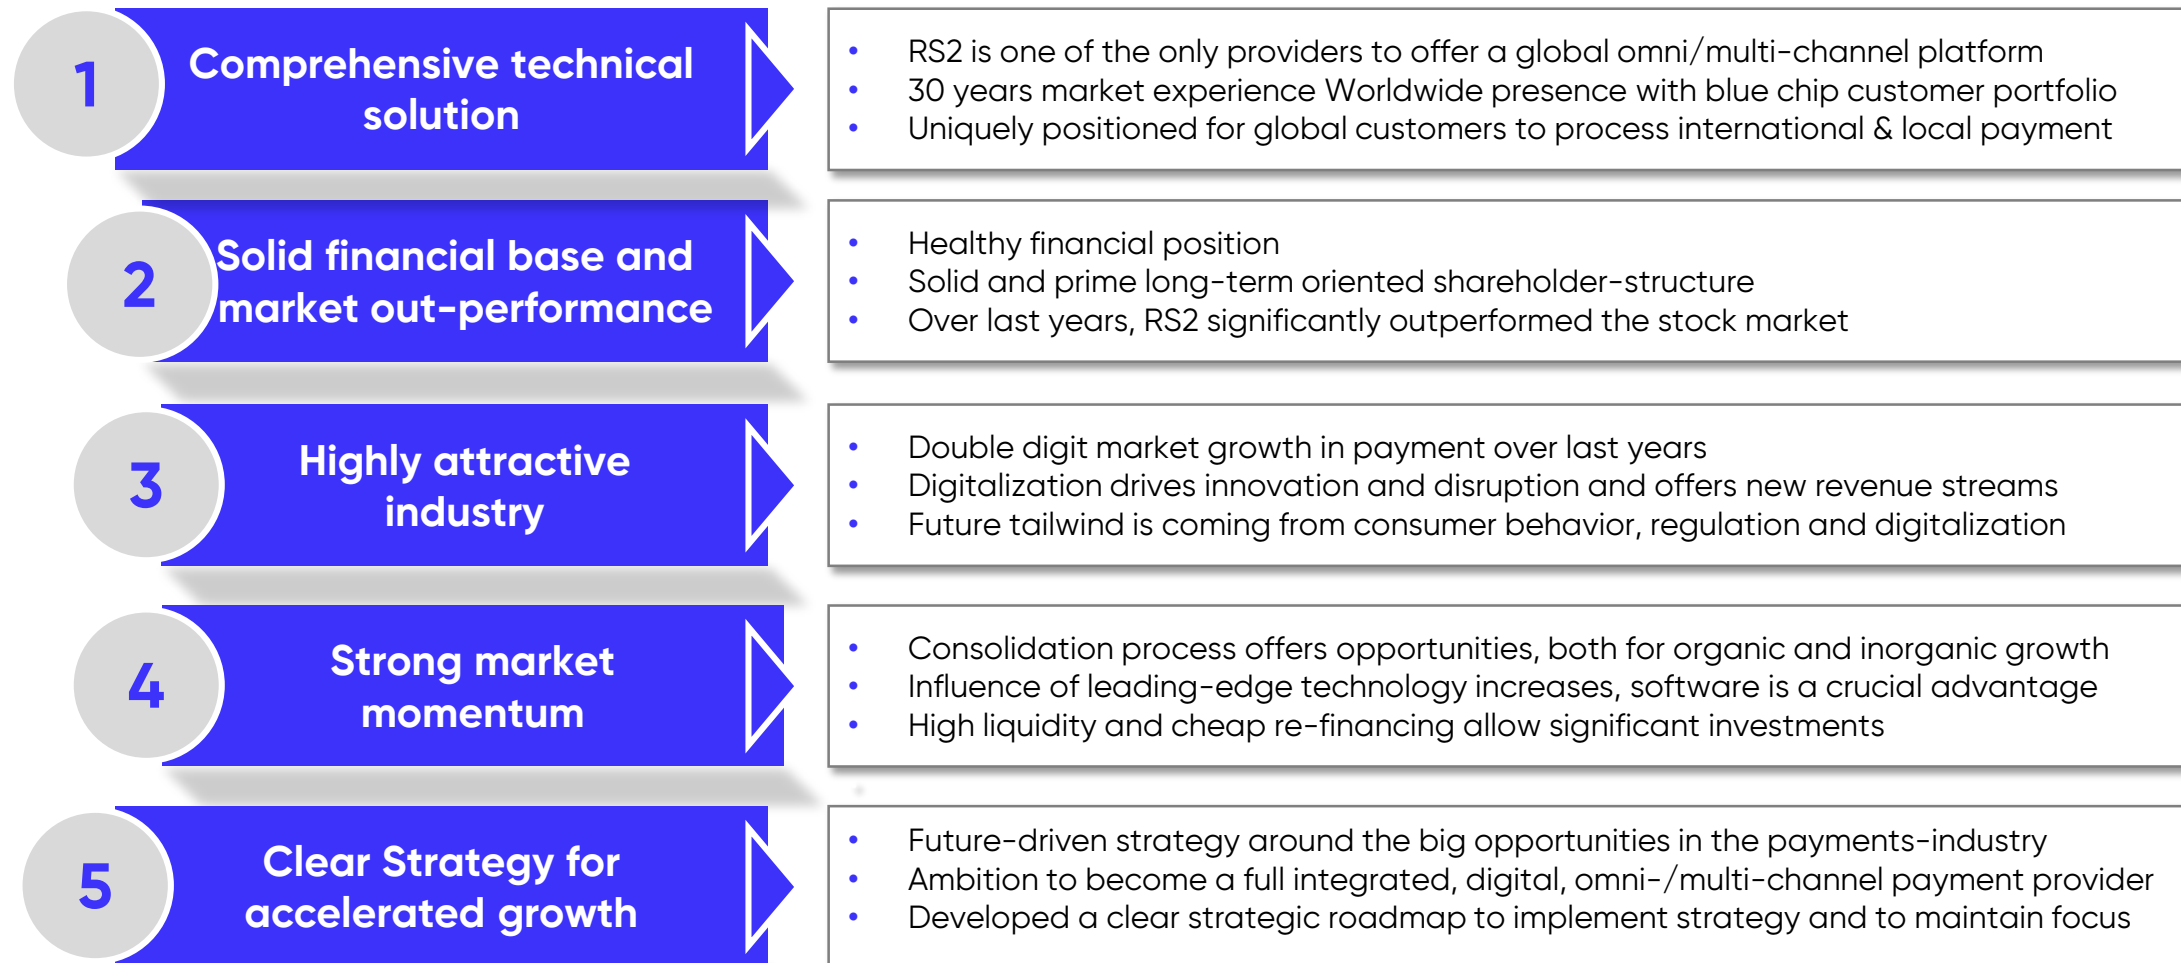 1
Comprehensive technical
solution
• RS2 is one of the only providers to offer a global omni/multi-channel platform
• 30 years market experience Worldwide presence with blue chip customer portfolio
• Uniquely positioned for global customers to process international & local payment
2
Solid financial base and
market out-performance
• Healthy financial position
• Solid and prime long-term oriented shareholder-structure
• Over last years, RS2 significantly outperformed the stock market
3
Highly attractive
industry
• Double digit market growth in payment over last years
• Digitalization drives innovation and disruption and offers new revenue streams
• Future tailwind is coming from consumer behavior, regulation and digitalization
4
Strong market
momentum
• Consolidation process offers opportunities, both for organic and inorganic growth
• Influence of leading-edge technology increases, software is a crucial advantage
• High liquidity and cheap re-financing allow significant investments
5
Clear Strategy for
accelerated growth
• Future-driven strategy around the big opportunities in the payments-industry
• Ambition to become a full integrated, digital, omni-/multi-channel payment provider
• Developed a clear strategic roadmap to implement strategy and to maintain focus